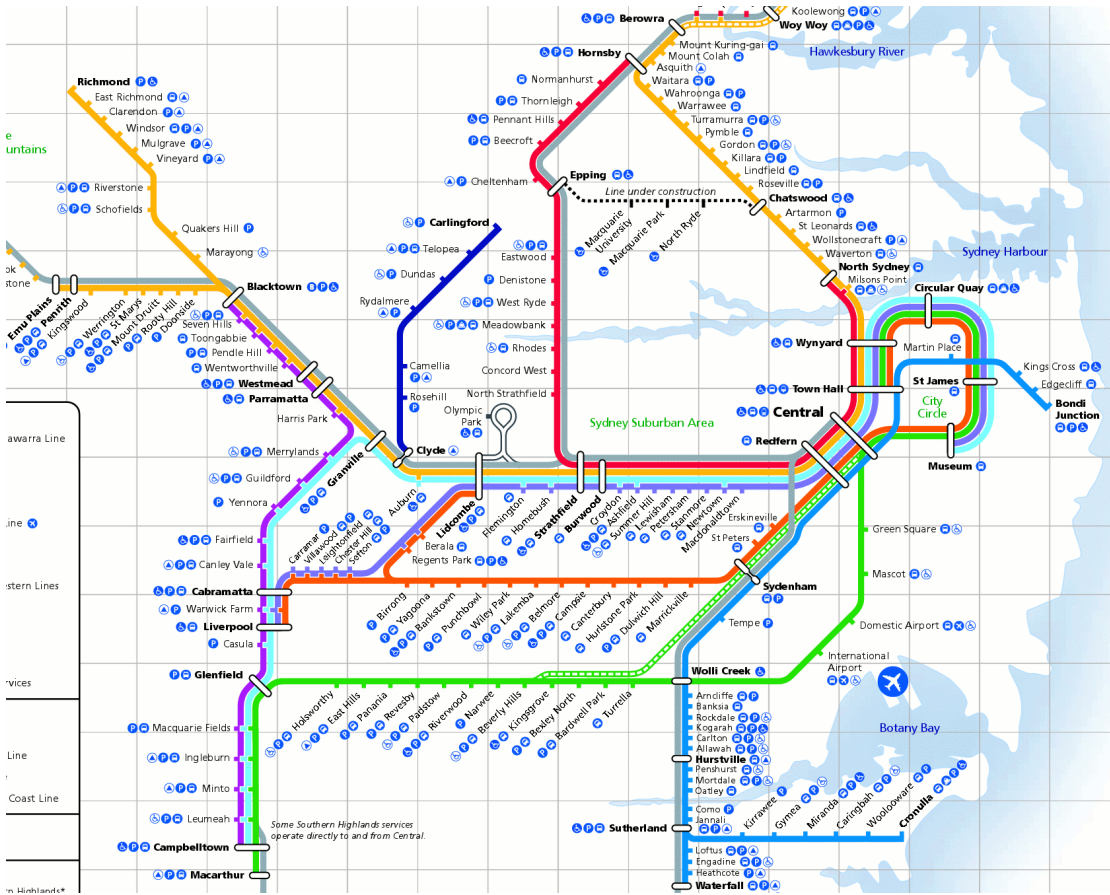 Koolewong
Berowra
Woy Woy
Hawkesbury River
Mount Kuring-gai
Hornsby
Mount Colah
Asquith
Richmond
Normanhurst
Waitara
East Richmond
Wahroonga
Clarendon
Thornleigh
Warrawee
Windsor
Pennant Hills
Turramurra
Pymble
Mulgrave
Beecroft
Gordon
Vineyard
Killara
Lindfield
Epping
Roseville
Riverstone
Cheltenham
Line under construction
Chatswood
Schofields
Artarmon
Carlingford
Macquarie University
Macquarie Park
North Ryde
St Leonards
Quakers Hill
Wollstonecraft
Marayong
Telopea
Eastwood
Waverton
Sydney Harbour
North Sydney
Dundas
Denistone
Milsons Point
Circular Quay
Blacktown
Emu Plains
Penrith
Kingswood
Werrington
St Marys
Mount Druitt
Rooty Hill
Doonside
Rydalmere
West Ryde
Seven Hills
Meadowbank
Toongabbie
Wynyard
Martin Place
Pendle Hill
Rhodes
Wentworthville
Camellia
Concord West
Kings Cross
Westmead
St James
Edgecliff
Parramatta
Rosehill
North Strathfield
Town Hall
City Circle
Bondi Junction
Harris Park
Olympic Park
Sydney Suburban Area
Central
Redfern
Merrylands
Granville
Clyde
Museum
Guildford
Auburn
Lidcombe
Flemington
Homebush
Strathfield
Burwood
Croydon
Ashfield
Summer Hill
Lewisham
Petersham
Stanmore
Newtown
Macdonaldtown
Yennora
Erskineville
Green Square
Fairfield
Carramar
Villawood
Leightonfield
Chester Hill
Sefton
Berala
St Peters
Regents Park
Canley Vale
Mascot
Cabramatta
Sydenham
Warwick Farm
Birrong
Yagoona
Bankstown
Punchbowl
Wiley Park
Lakemba
Belmore
Campsie
Canterbury
Hurlstone Park
Dulwich Hill
Marrickville
Liverpool
Tempe
Domestic Airport
Casula
International Airport
Glenfield
Wolli Creek
Holsworthy
East Hills
Panania
Revesby
Padstow
Riverwood
Narwee
Beverly Hills
Kingsgrove
Bexley North
Bardwell Park
Turrella
Arncliffe
Banksia
Rockdale
Macquarie Fields
Kogarah
Botany Bay
Carlton
Allawah
Ingleburn
Hurstville
Penshurst
Mortdale
Minto
Oatley
Como
Leumeah
Jannali
Kirrawee
Gymea
Miranda
Caringbah
Woolooware
Cronulla
Some Southern Highlands services
operate directly to and from Central.
Sutherland
Campbelltown
Loftus
Engadine
Macarthur
Heathcote
Waterfall
Line
Coast Line
Highlands*